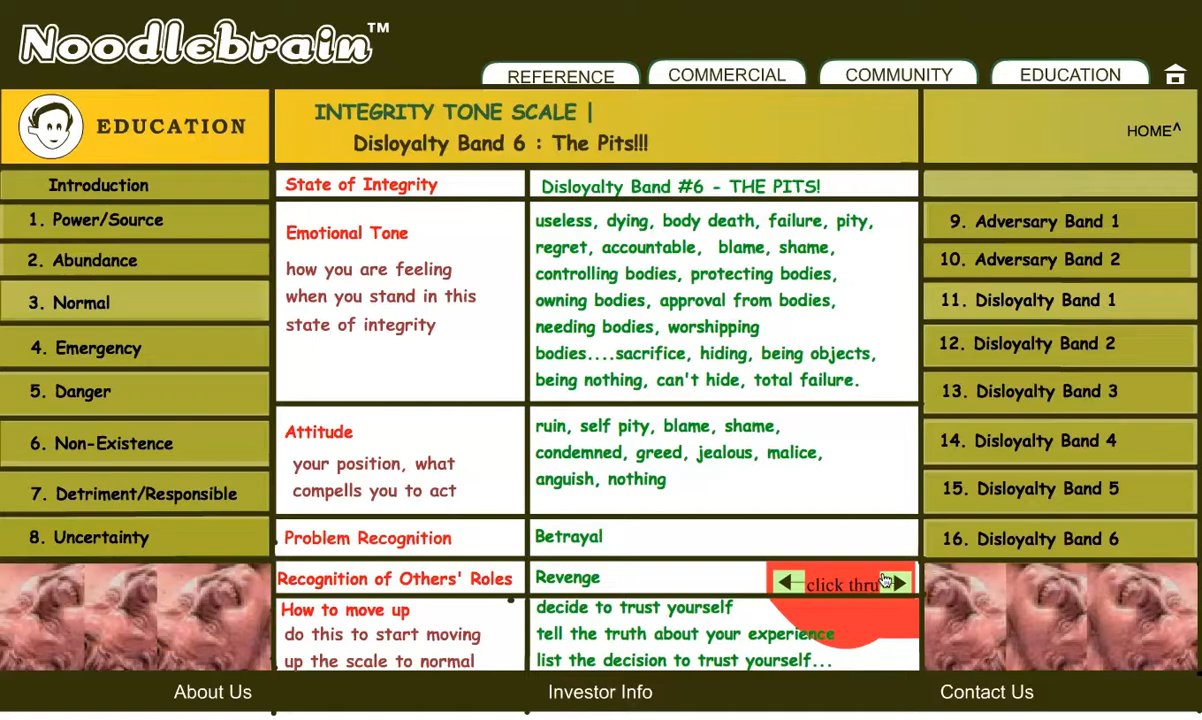 Noodlebrain™
REFERENCE
COMMERCIAL
COMMUNITY
EDUCATION
EDUCATION
INTEGRITY TONE SCALE |
Disloyalty Band 6 : The Pits!!!
HOME^
Introduction
1. Power/Source
2. Abundance
3. Normal
4. Emergency
5. Danger
6. Non-Existence
7. Detriment/Responsible
8. Uncertainty
State of Integrity
Disloyalty Band #6 - THE PITS!
Emotional Tone
how you are feeling
when you stand in this
state of integrity
useless, dying, body death, failure, pity,
regret, accountable, blame, shame,
controlling bodies, protecting bodies,
owning bodies, approval from bodies,
needing bodies, worshipping
bodies....sacrifice, hiding, being objects,
being nothing, can't hide, total failure.
Attitude
your position, what
compells you to act
ruin, self pity, blame, shame,
condemned, greed, jealous, malice,
anguish, nothing
Problem Recognition
Betrayal
Recognition of Others' Roles
Revenge
click thru
How to move up
do this to start moving
up the scale to normal
decide to trust yourself
tell the truth about your experience
list the decision to trust yourself...
9. Adversary Band 1
10. Adversary Band 2
11. Disloyalty Band 1
12. Disloyalty Band 2
13. Disloyalty Band 3
14. Disloyalty Band 4
15. Disloyalty Band 5
16. Disloyalty Band 6
About Us
Investor Info
Contact Us